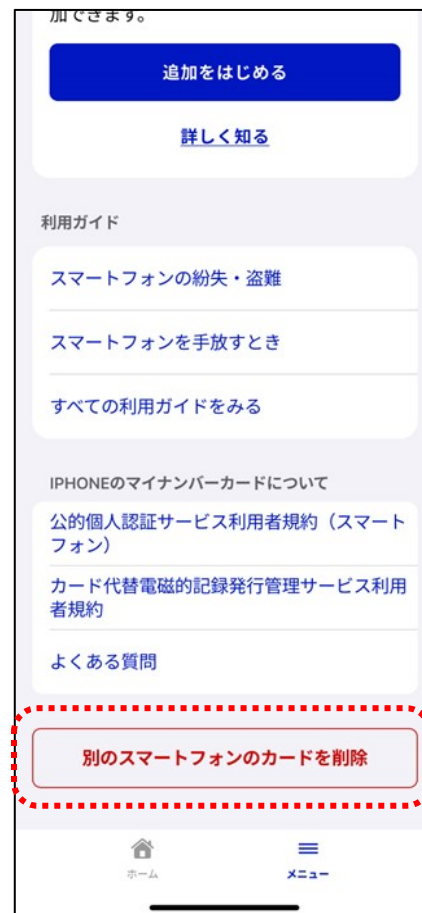 加できます。
追加をはじめる
詳しく知る
利用ガイド
スマートフォンの紛失・盗難
スマートフォンを手放すとき
すべての利用ガイドをみる
IPHONEのマイナンバーカードについて
公的個人認証サービス利用者規約（スマート
フォン）
カード代替電磁的記録発行管理サービス利用
者規約
よくある質問
別のスマートフォンのカードを削除
ホーム
メニュー